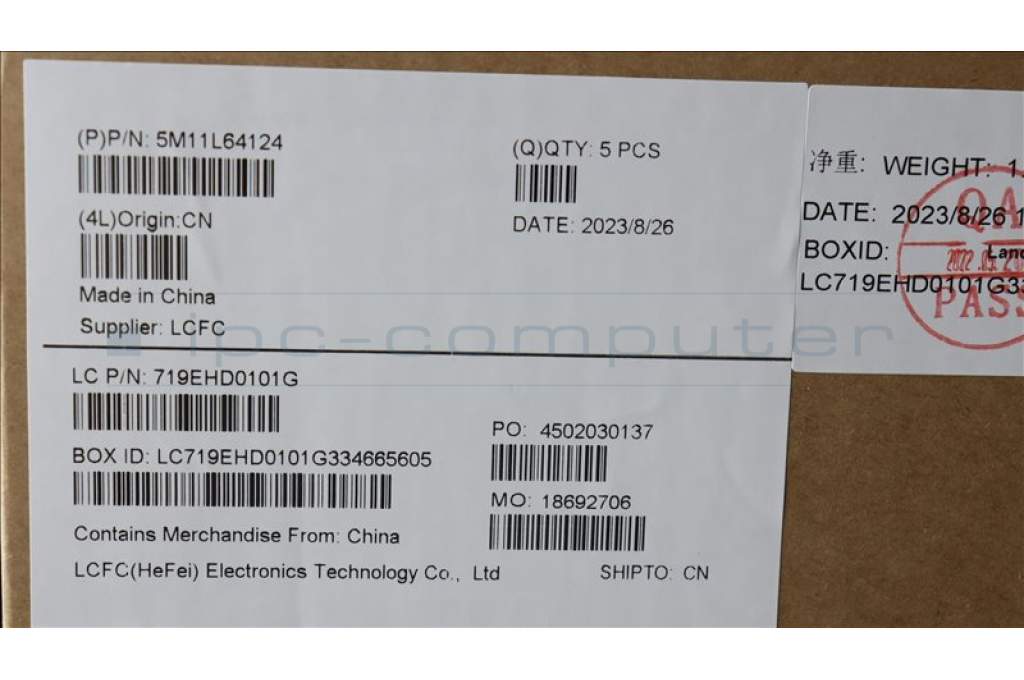 (P)P/N: 5M11L64124
(Q)QTY: 5 PCS
(4L)Origin:CN
DATE: 2023/8/26
Made in China
Supplier: LCFC
LC P/N: 719EHD0101G
PO: 4502030137
BOX ID: LC719EHD0101G334665605
MO: 18692706
Contains Merchandise From: China
LCFC(HeFei) Electronics Technology Co., Ltd
SHIPTO: CN
净重: WEIGHT: 1.
DATE: 2023/8/26 1
BOXID:
LC719EHD0101G33
QA
PASS
ipc-computer